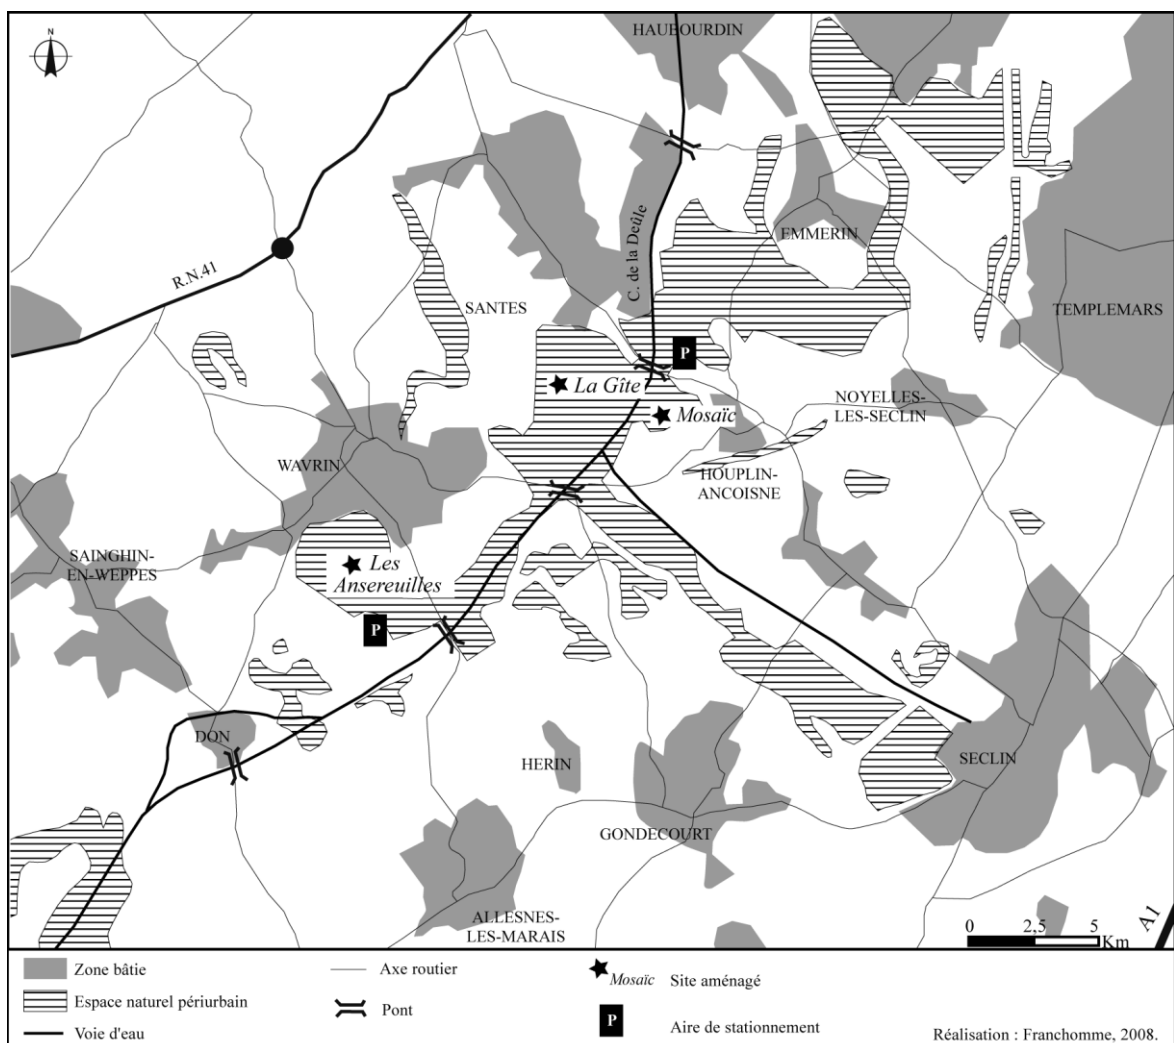 N
HAUBOURDIN
C. de la Deûle
EMMERIN
R.N.41
SANTES
TEMPLEMARS
P
La Gîte
Mosaïc
NOYELLES-
LES-SECLIN
WAVRIN
HOUPLIN-
ANCOISNE
SAINGHIN-
EN-WEPPES
Les
Ansereuilles
P
DON
HERIN
SECLIN
GONDECOURT
ALLESNES-
LES-MARAIS
0 2,5 5
Km
A1
Zone bâtie
Espace naturel périurbain
Voie d'eau
Axe routier
Pont
Mosaïc Site aménagé
P Aire de stationnement
Réalisation : Franchomme, 2008.